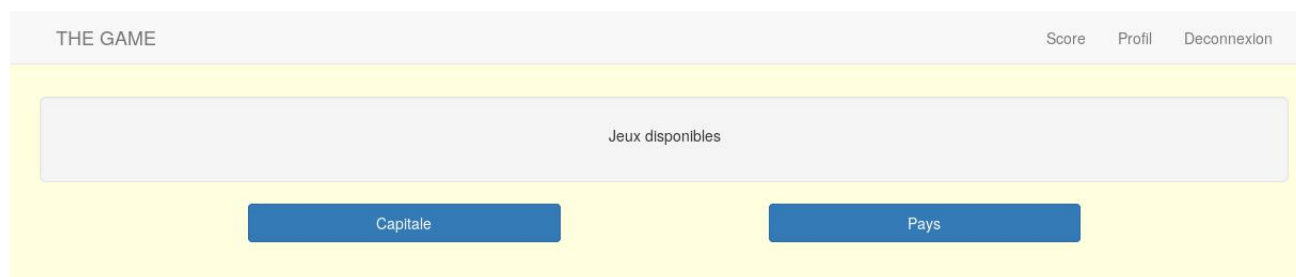 THE GAME Score Profil Deconnexion
Jeux disponibles
Capitale Pays